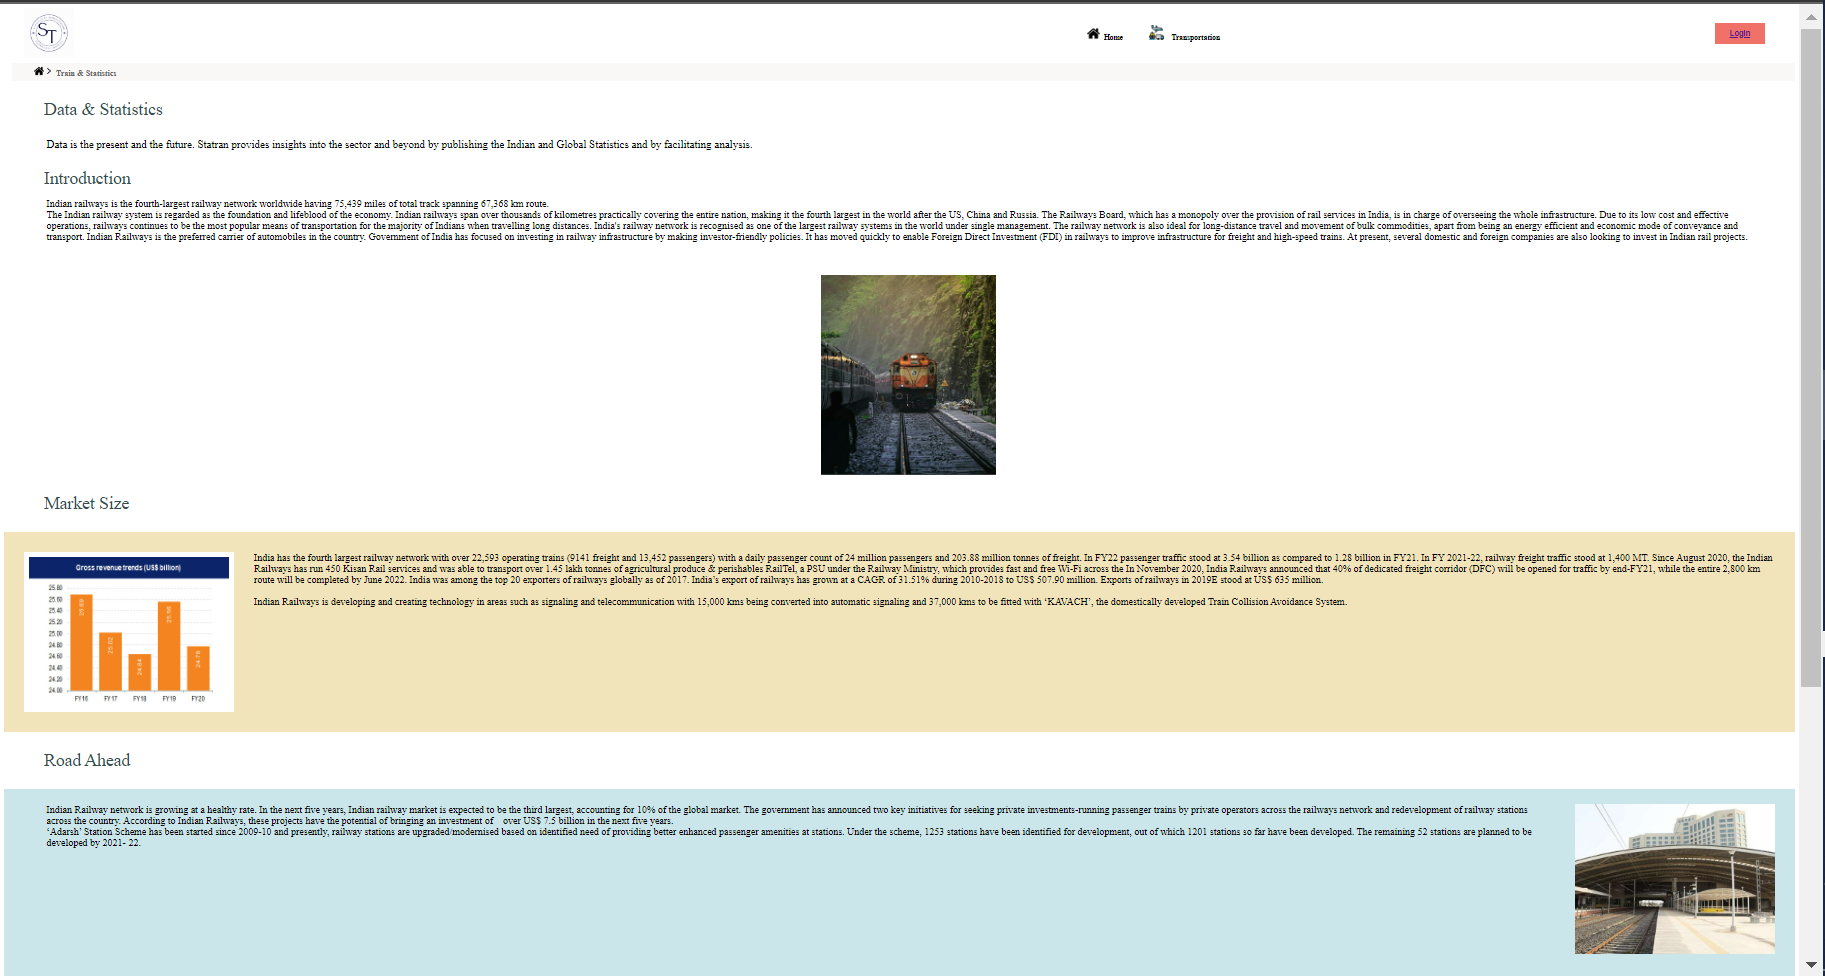 ST
Home
Transportation
Login
Train & Statistics
Data & Statistics
Data is the present and the future. Statran provides insights into the sector and beyond by publishing the Indian and Global Statistics and by facilitating analysis.
Introduction
Indian railways is the fourth-largest railway network worldwide having 75,439 miles of total track spanning 67,368 km route.
The Indian railway system is regarded as the foundation and lifeblood of the economy. Indian railways span over thousands of kilometres practically covering the entire nation, making it the fourth largest in the world after the US, China and Russia. The Railways Board, which has a monopoly over the provision of rail services in India, is in charge of overseeing the whole infrastructure. Due to its low cost and effective
operations, railways continues to be the most popular means of transportation for the majority of Indians when travelling long distances. India's railway network is recognised as one of the largest railway systems in the world under single management. The railway network is also ideal for long-distance travel and movement of bulk commodities, apart from being an energy efficient and economic mode of conveyance and
transport. Indian Railways is the preferred carrier of automobiles in the country. Government of India has focused on investing in railway infrastructure by making investor-friendly policies. It has moved quickly to enable Foreign Direct Investment (FDI) in railways to improve infrastructure for freight and high-speed trains. At present, several domestic and foreign companies are also looking to invest in Indian rail projects.
Market Size
Gross revenue trends (US$ billion)
25.80
25.60
25.40
25.20
25.00
24.80
24.60
24.40
24.20
24.00
25.02
24.64
25.56
24.78
FY16 FY17 FY18 FY19 FY20
India has the fourth largest railway network with over 22,593 operating trains (9141 freight and 13,452 passengers) with a daily passenger count of 24 million passengers and 203.88 million tonnes of freight. In FY22 passenger traffic stood at 3.54 billion as compared to 1.28 billion in FY21. In FY 2021-22, railway freight traffic stood at 1,400 MT. Since August 2020, the Indian
Railways has run 450 Kisan Rail services and was able to transport over 1.45 lakh tonnes of agricultural produce & perishables RailTel, a PSU under the Railway Ministry, which provides fast and free Wi-Fi across the In November 2020, India Railways announced that 40% of dedicated freight corridor (DFC) will be opened for traffic by end-FY21, while the entire 2,800 km
route will be completed by June 2022. India was among the top 20 exporters of railways globally as of 2017. India's export of railways has grown at a CAGR of 31.51% during 2010-2018 to US$ 507.90 million. Exports of railways in 2019E stood at US$ 635 million.
Indian Railways is developing and creating technology in areas such as signaling and telecommunication with 15,000 kms being converted into automatic signaling and 37,000 kms to be fitted with ‘KAVACH’, the domestically developed Train Collision Avoidance System.
Road Ahead
Indian Railway network is growing at a healthy rate. In the next five years, Indian railway market is expected to be the third largest, accounting for 10% of the global market. The government has announced two key initiatives for seeking private investments-running passenger trains by private operators across the railways network and redevelopment of railway stations
across the country. According to Indian Railways, these projects have the potential of bringing an investment of over US$ 7.5 billion in the next five years.
‘Adarsh’ Station Scheme has been started since 2009-10 and presently, railway stations are upgraded/modernised based on identified need of providing better enhanced passenger amenities at stations. Under the scheme, 1253 stations have been identified for development, out of which 1201 stations so far have been developed. The remaining 52 stations are planned to be
developed by 2021- 22.